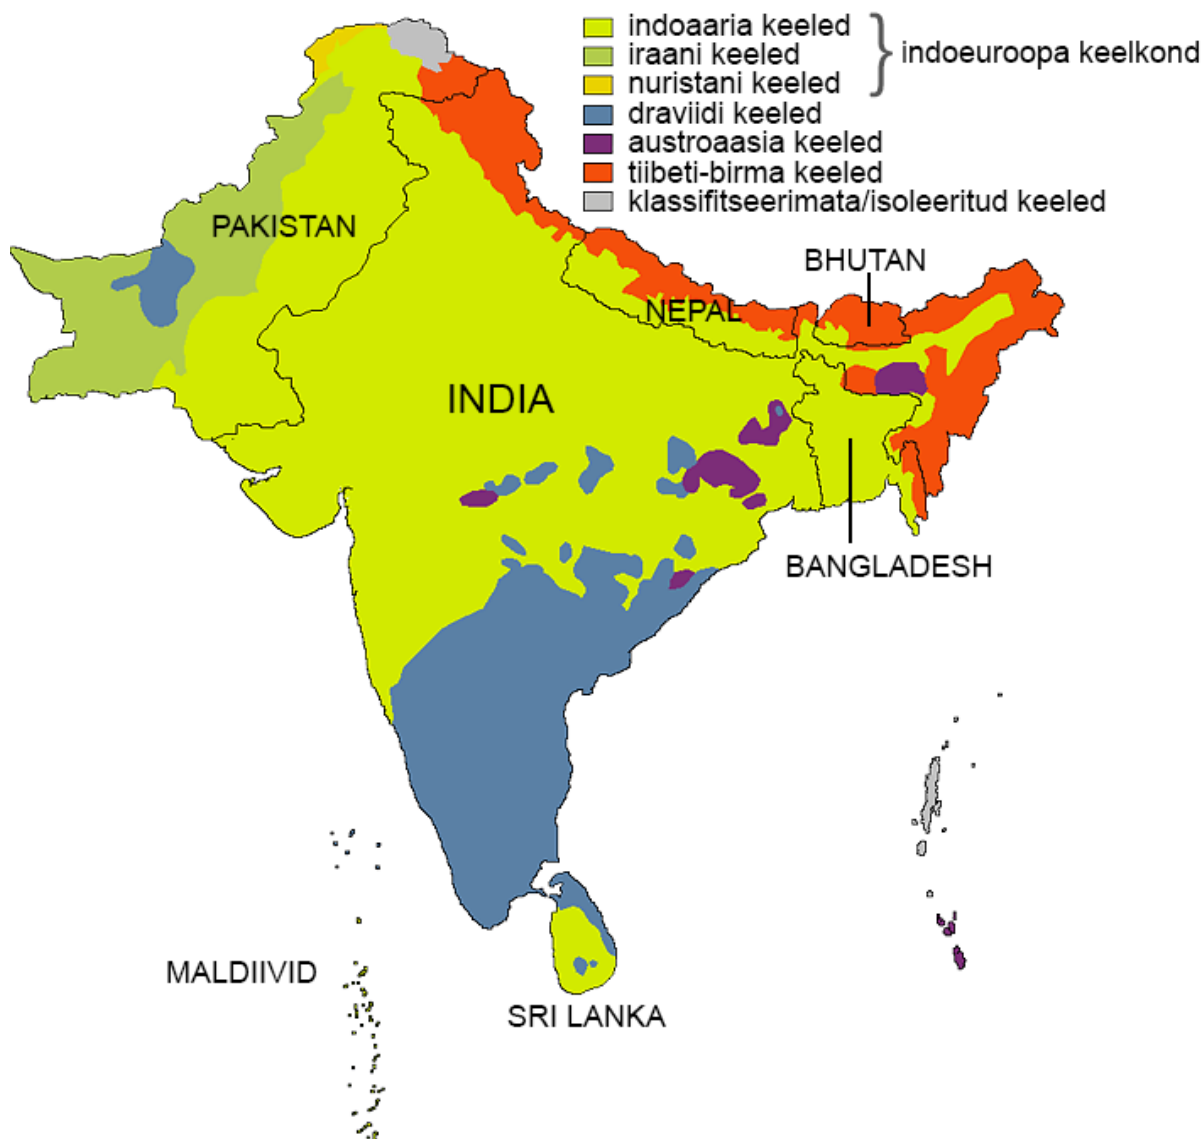 indoaaria keeled
iraani keeled
nuristani keeled
indoeuroopa keelkond
draviidi keeled
austroaasia keeled
tiibeti-birma keeled
klassifitseerimata/isoleeritud keeled
PAKISTAN
BHUTAN
NEPAL
INDIA
BANGLADESH
MALDIIVID
SRI LANKA